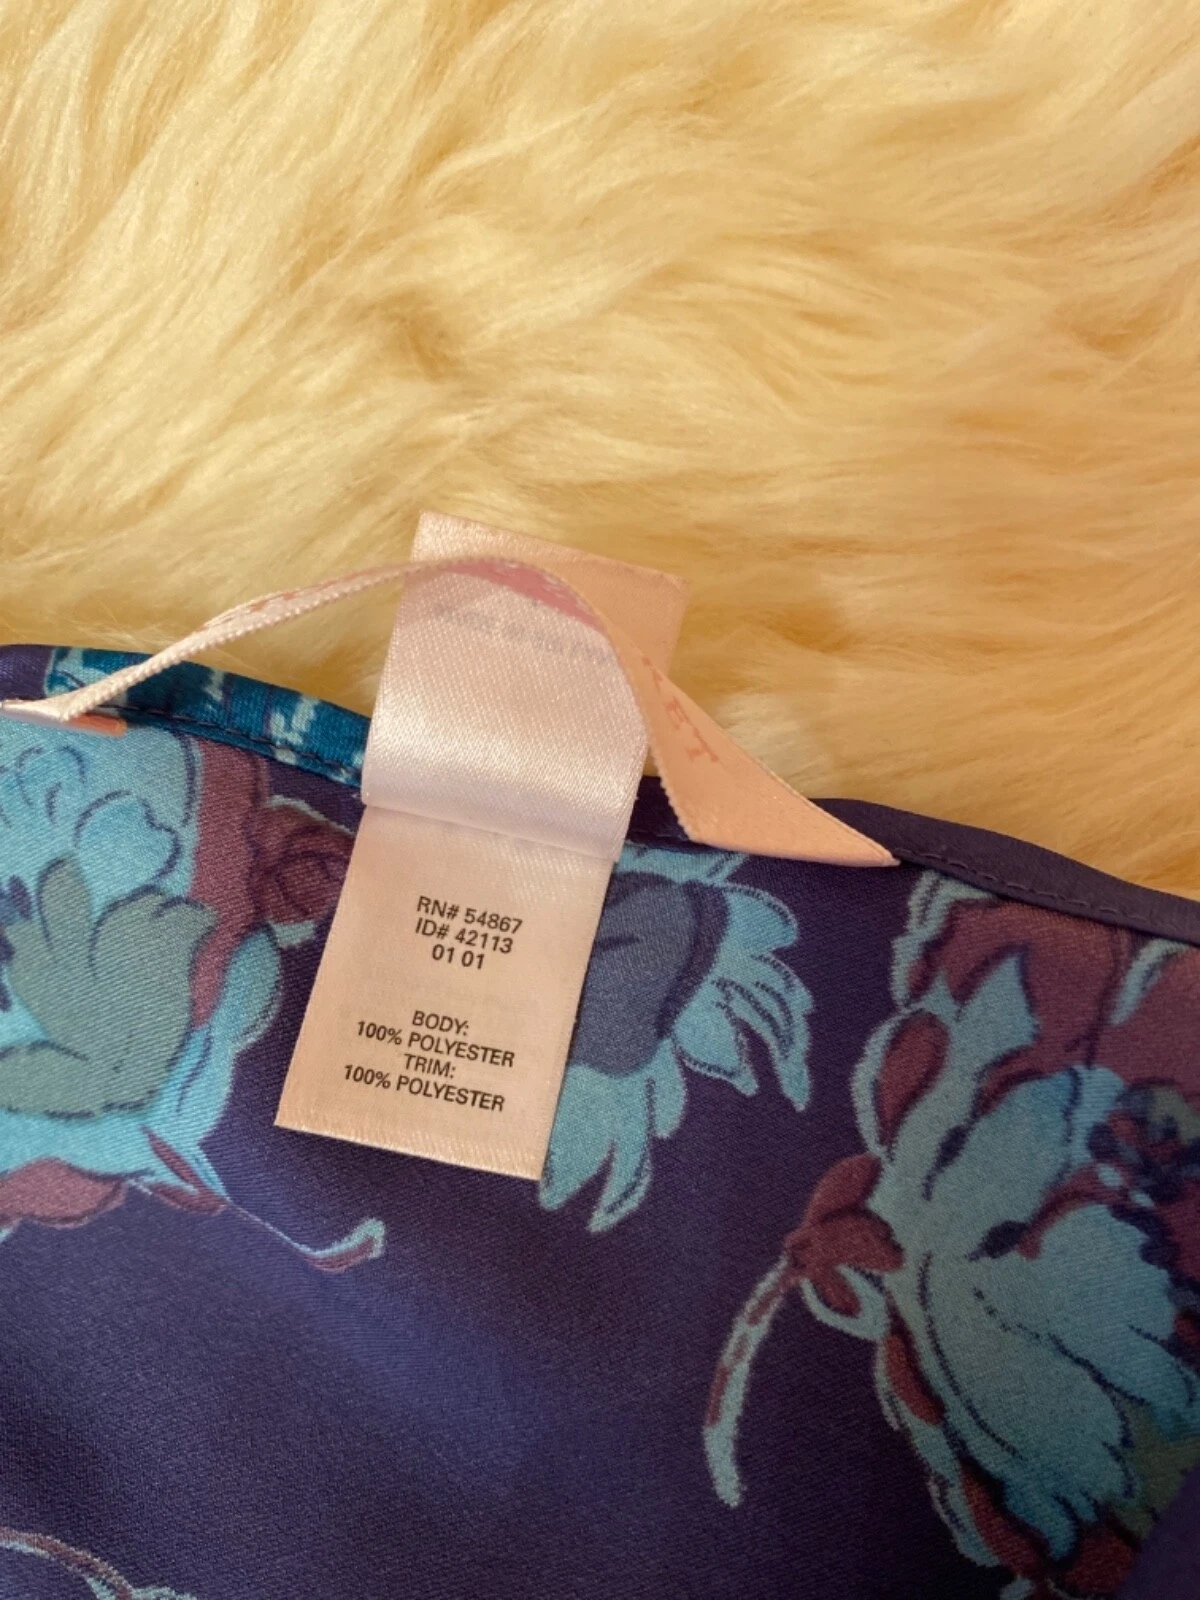 RN# 54867
ID# 42113
01 01
BODY:
100% POLYESTER
TRIM:
100% POLYESTER